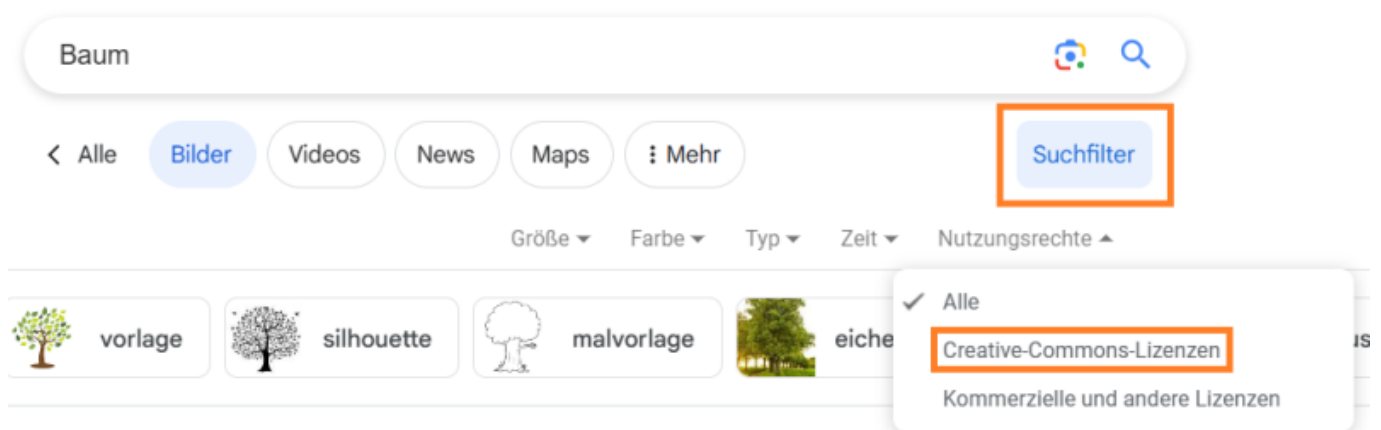 Baum
Alle Bilder Videos News Maps Mehr Suchfilter
Größe Farbe Typ Zeit Nutzungsrechte
Alle
vorlage silhouette malvorlage eiche
Creative-Commons-Lizenzen
Kommerzielle und andere Lizenzen